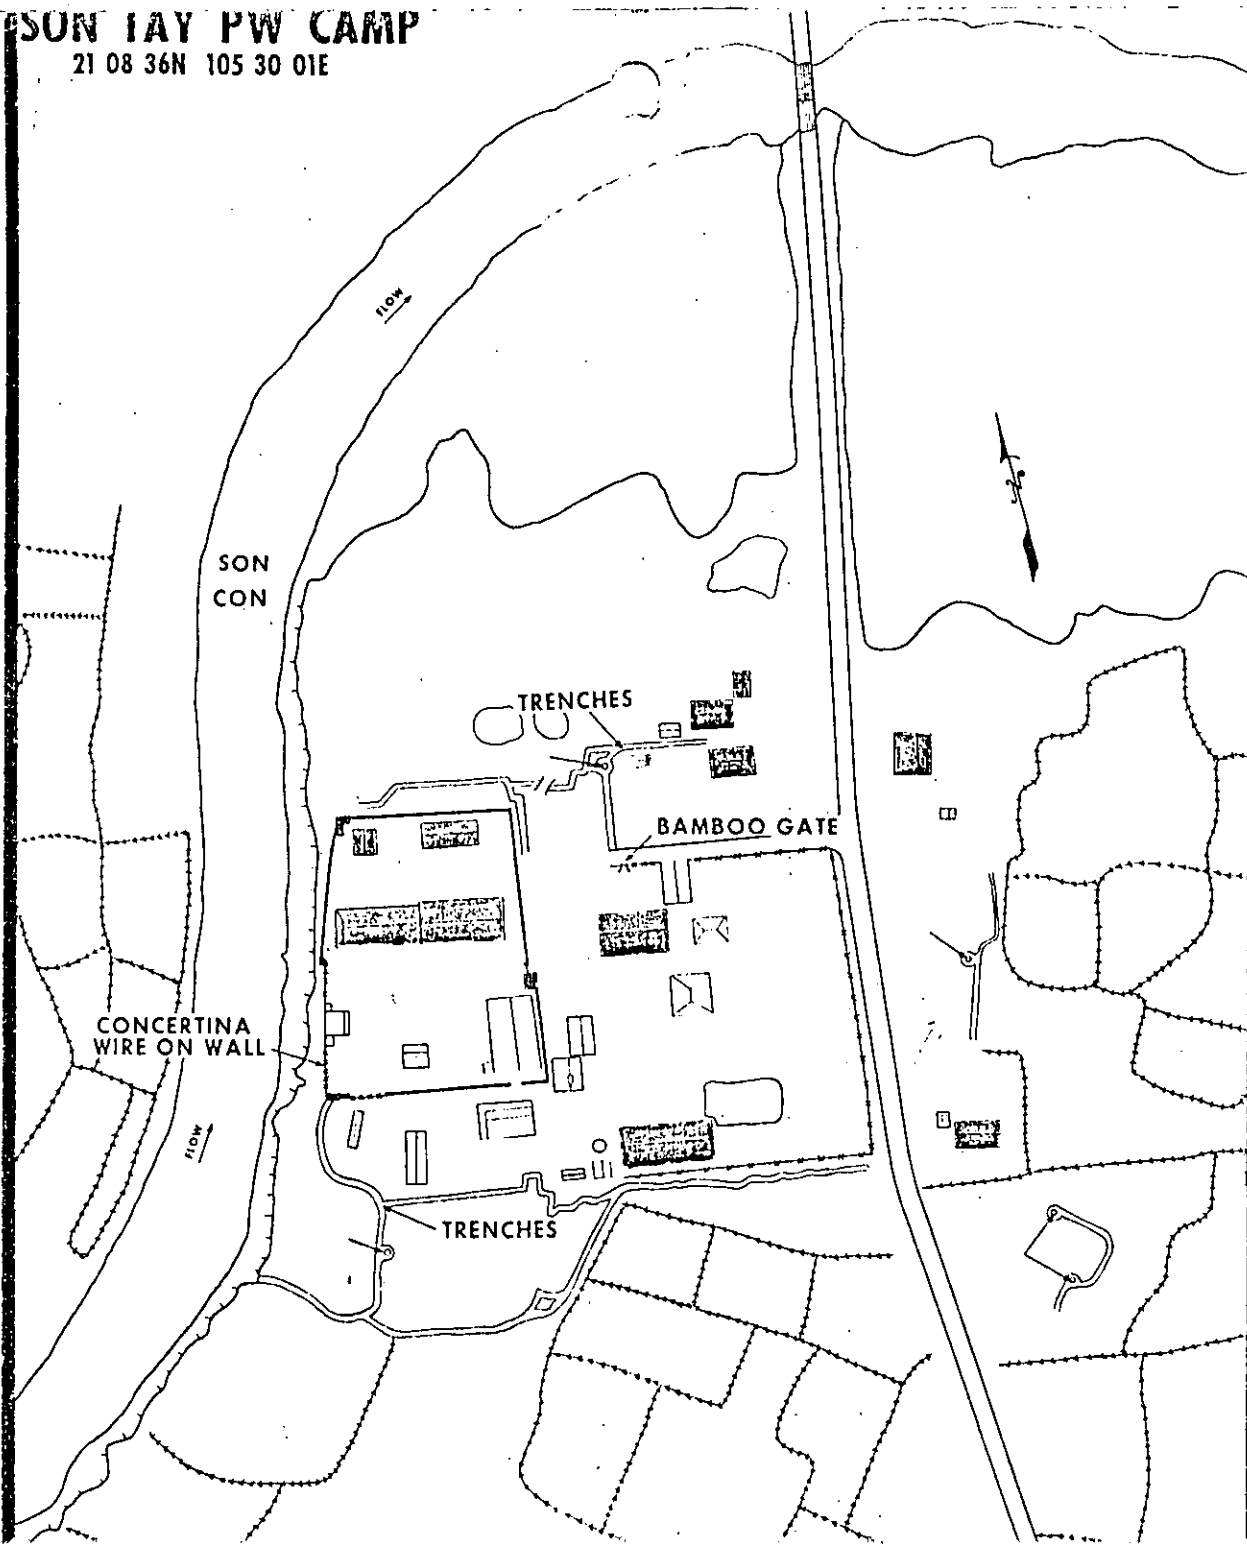 SON TAY PW CAMP
21 08 36N 105 30 01E
FLOW
SON
CON
TRENCHES
BAMBOO GATE
CONCERTINA
WIRE ON WALL
FLOW
TRENCHES